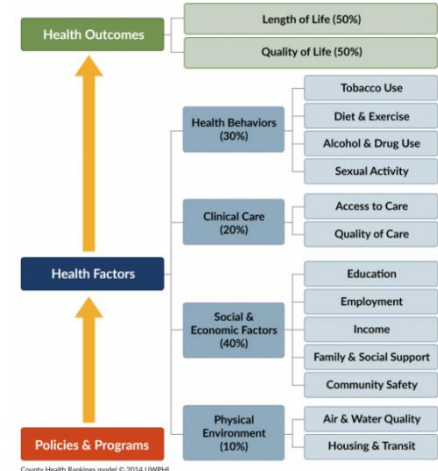 Health Outcomes
Length of Life (50%)
Quality of Life (50%)
Health Factors
Health Behaviors
(30%)
Tobacco Use
Diet & Exercise
Alcohol & Drug Use
Sexual Activity
Clinical Care
(20%)
Access to Care
Quality of Care
Social &
Economic Factors
(40%)
Education
Employment
Income
Family & Social Support
Community Safety
Physical
Environment
(10%)
Air & Water Quality
Housing & Transit
Policies & Programs
County Health Rankings model © 2014 UWPHI